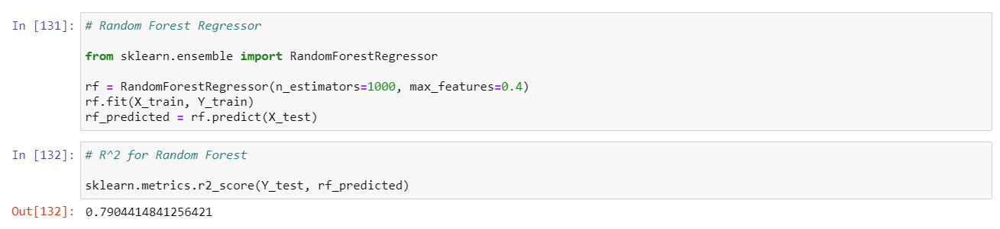 In [131]: # Random Forest Regressor
from sklearn.ensemble import RandomForestRegressor
rf = RandomForestRegressor(n_estimators=1000, max_features=0.4)
rf.fit(X_train, Y_train)
rf_predicted = rf.predict(X_test)
In [132]: # R^2 for Random Forest
sklearn.metrics.r2_score(Y_test, rf_predicted)
Out[132]: 0.7904414841256421